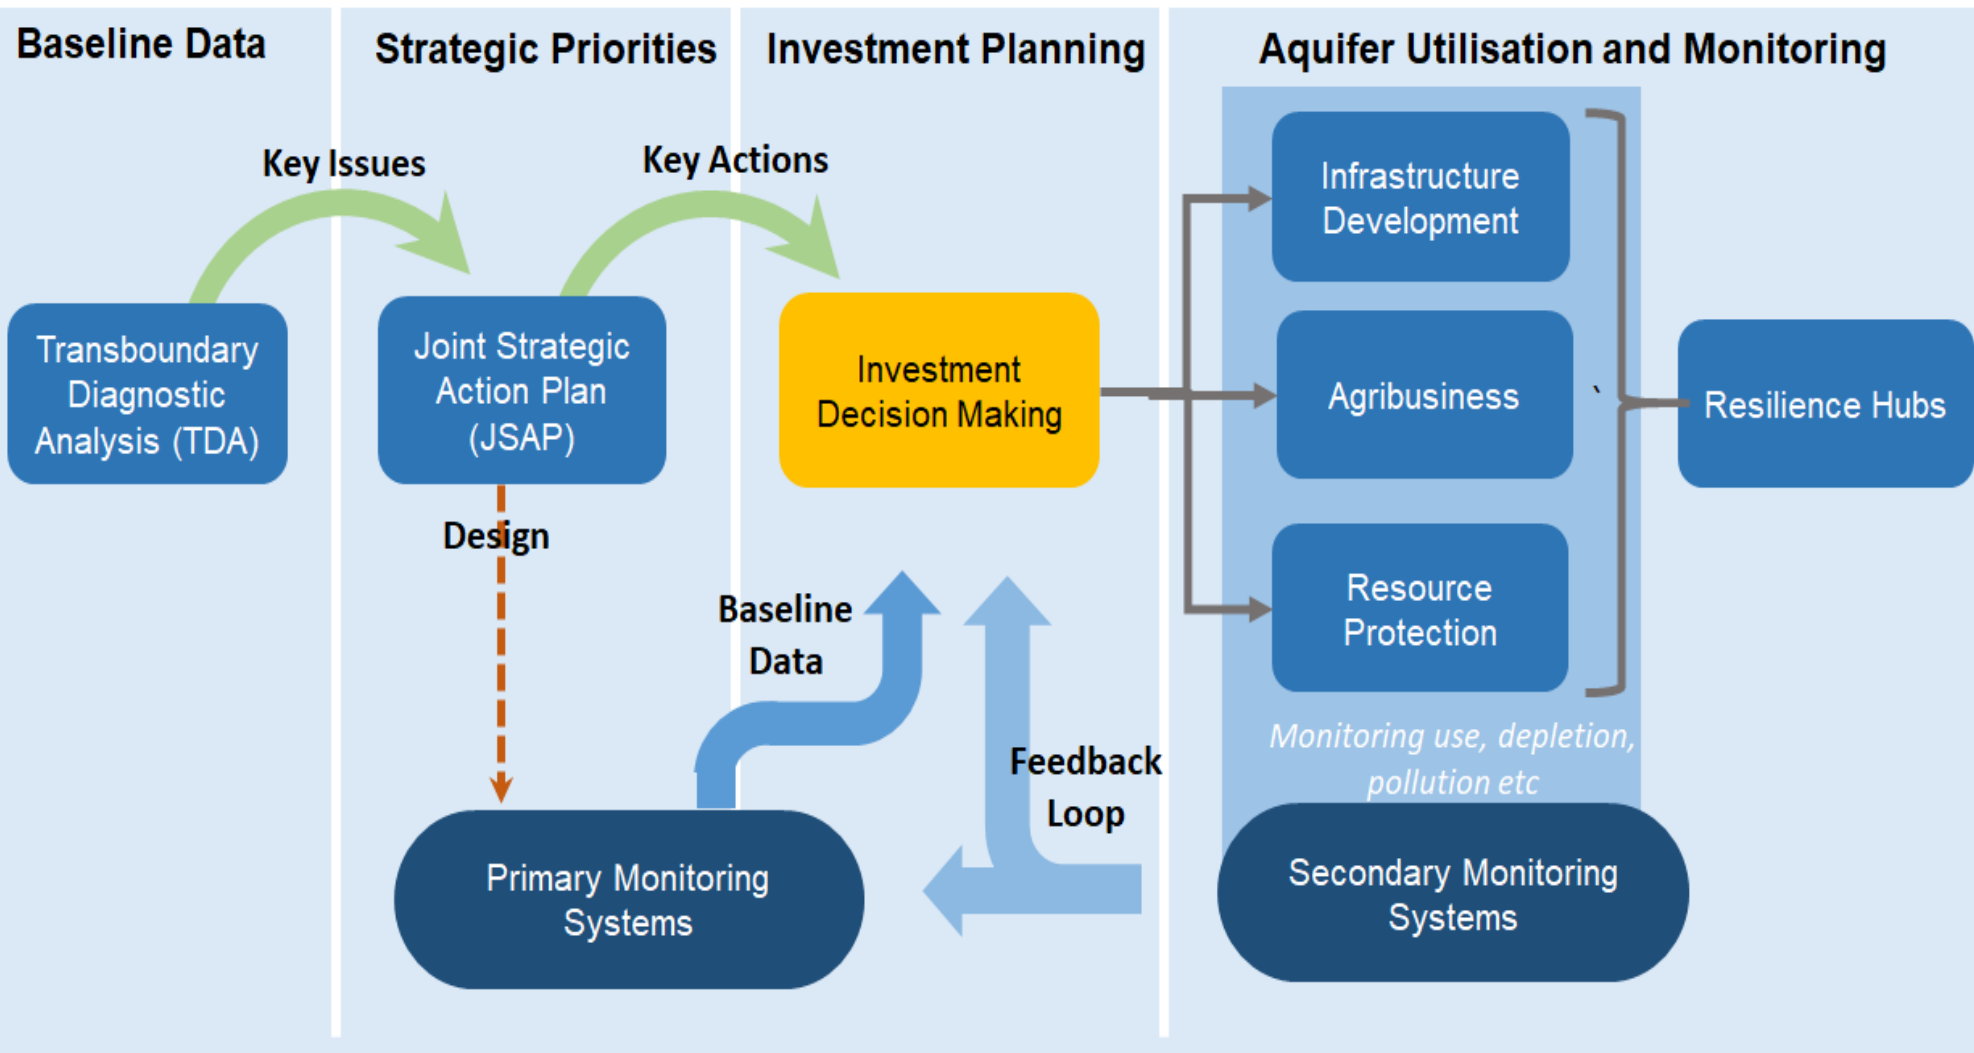 Baseline Data
Strategic Priorities
Investment Planning
Aquifer Utilisation and Monitoring
Key Issues
Key Actions
Transboundary
Diagnostic
Analysis (TDA)
Joint Strategic
Action Plan
(JSAP)
Investment
Decision Making
Infrastructure
Development
Agribusiness
`
Resource
Protection
Resilience Hubs
Design
Baseline
Data
Feedback
Loop
Monitoring use, depletion,
pollution etc
Primary Monitoring
Systems
Secondary Monitoring
Systems